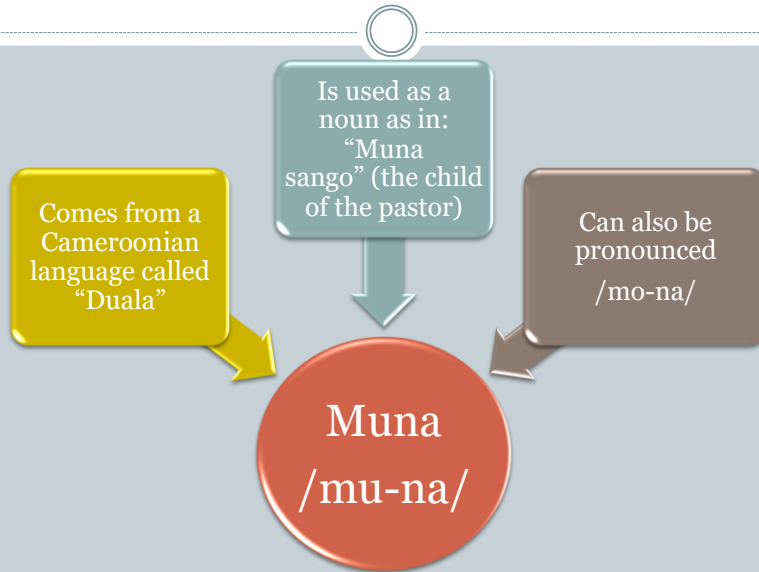 Is used as a
noun as in:
“Muna
sango” (the child
of the pastor)
Comes from a
Cameroonian
language called
“Duala”
Can also be
pronounced
/mo-na/
Muna
/mu-na/